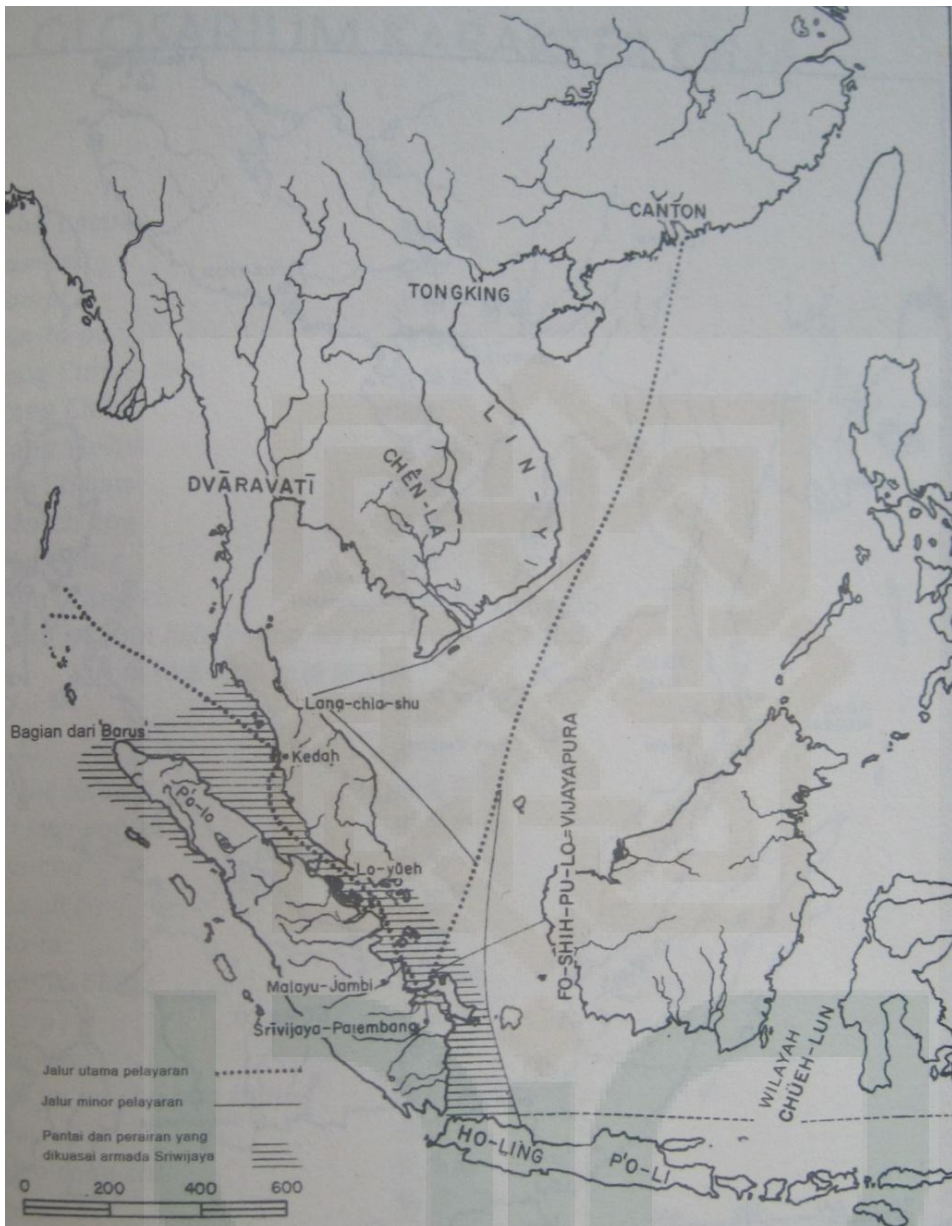 CANTON
TONGKING
LIN-YI
CHÊN-LA
DVĀRAVATĪ
Lang-chia-shu
Bagian dari 'Barus'
Kedah
P'o-lo
Lo-yüeh
FO-SHIH-PU-LO=VIJAYAPURA
Malayu-Jambi
Śrīvijaya-Palembang
WILAYAH
CHÜEH-LUN
Jalur utama pelayaran
Jalur minor pelayaran
Pantai dan perairan yang
dikuasai armada Sriwijaya
HO-LING
P'O-LI
0 200 400 600